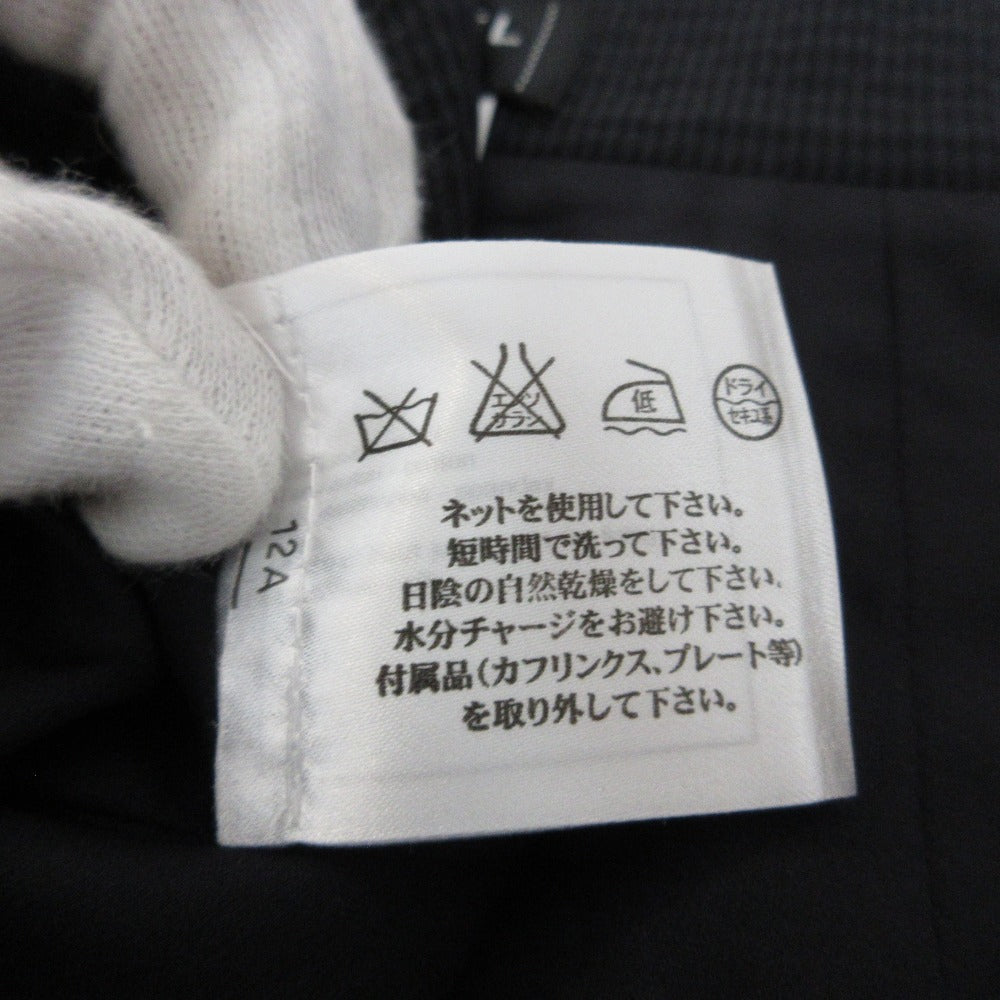 エンソ
サラシ
低
ドライ
セキユ系
ネットを使用して下さい。
短時間で洗って下さい。
日陰の自然乾燥をして下さい。
水分チャージをお避け下さい。
付属品(カフリンクス、プレート等)
を取り外して下さい。
12A